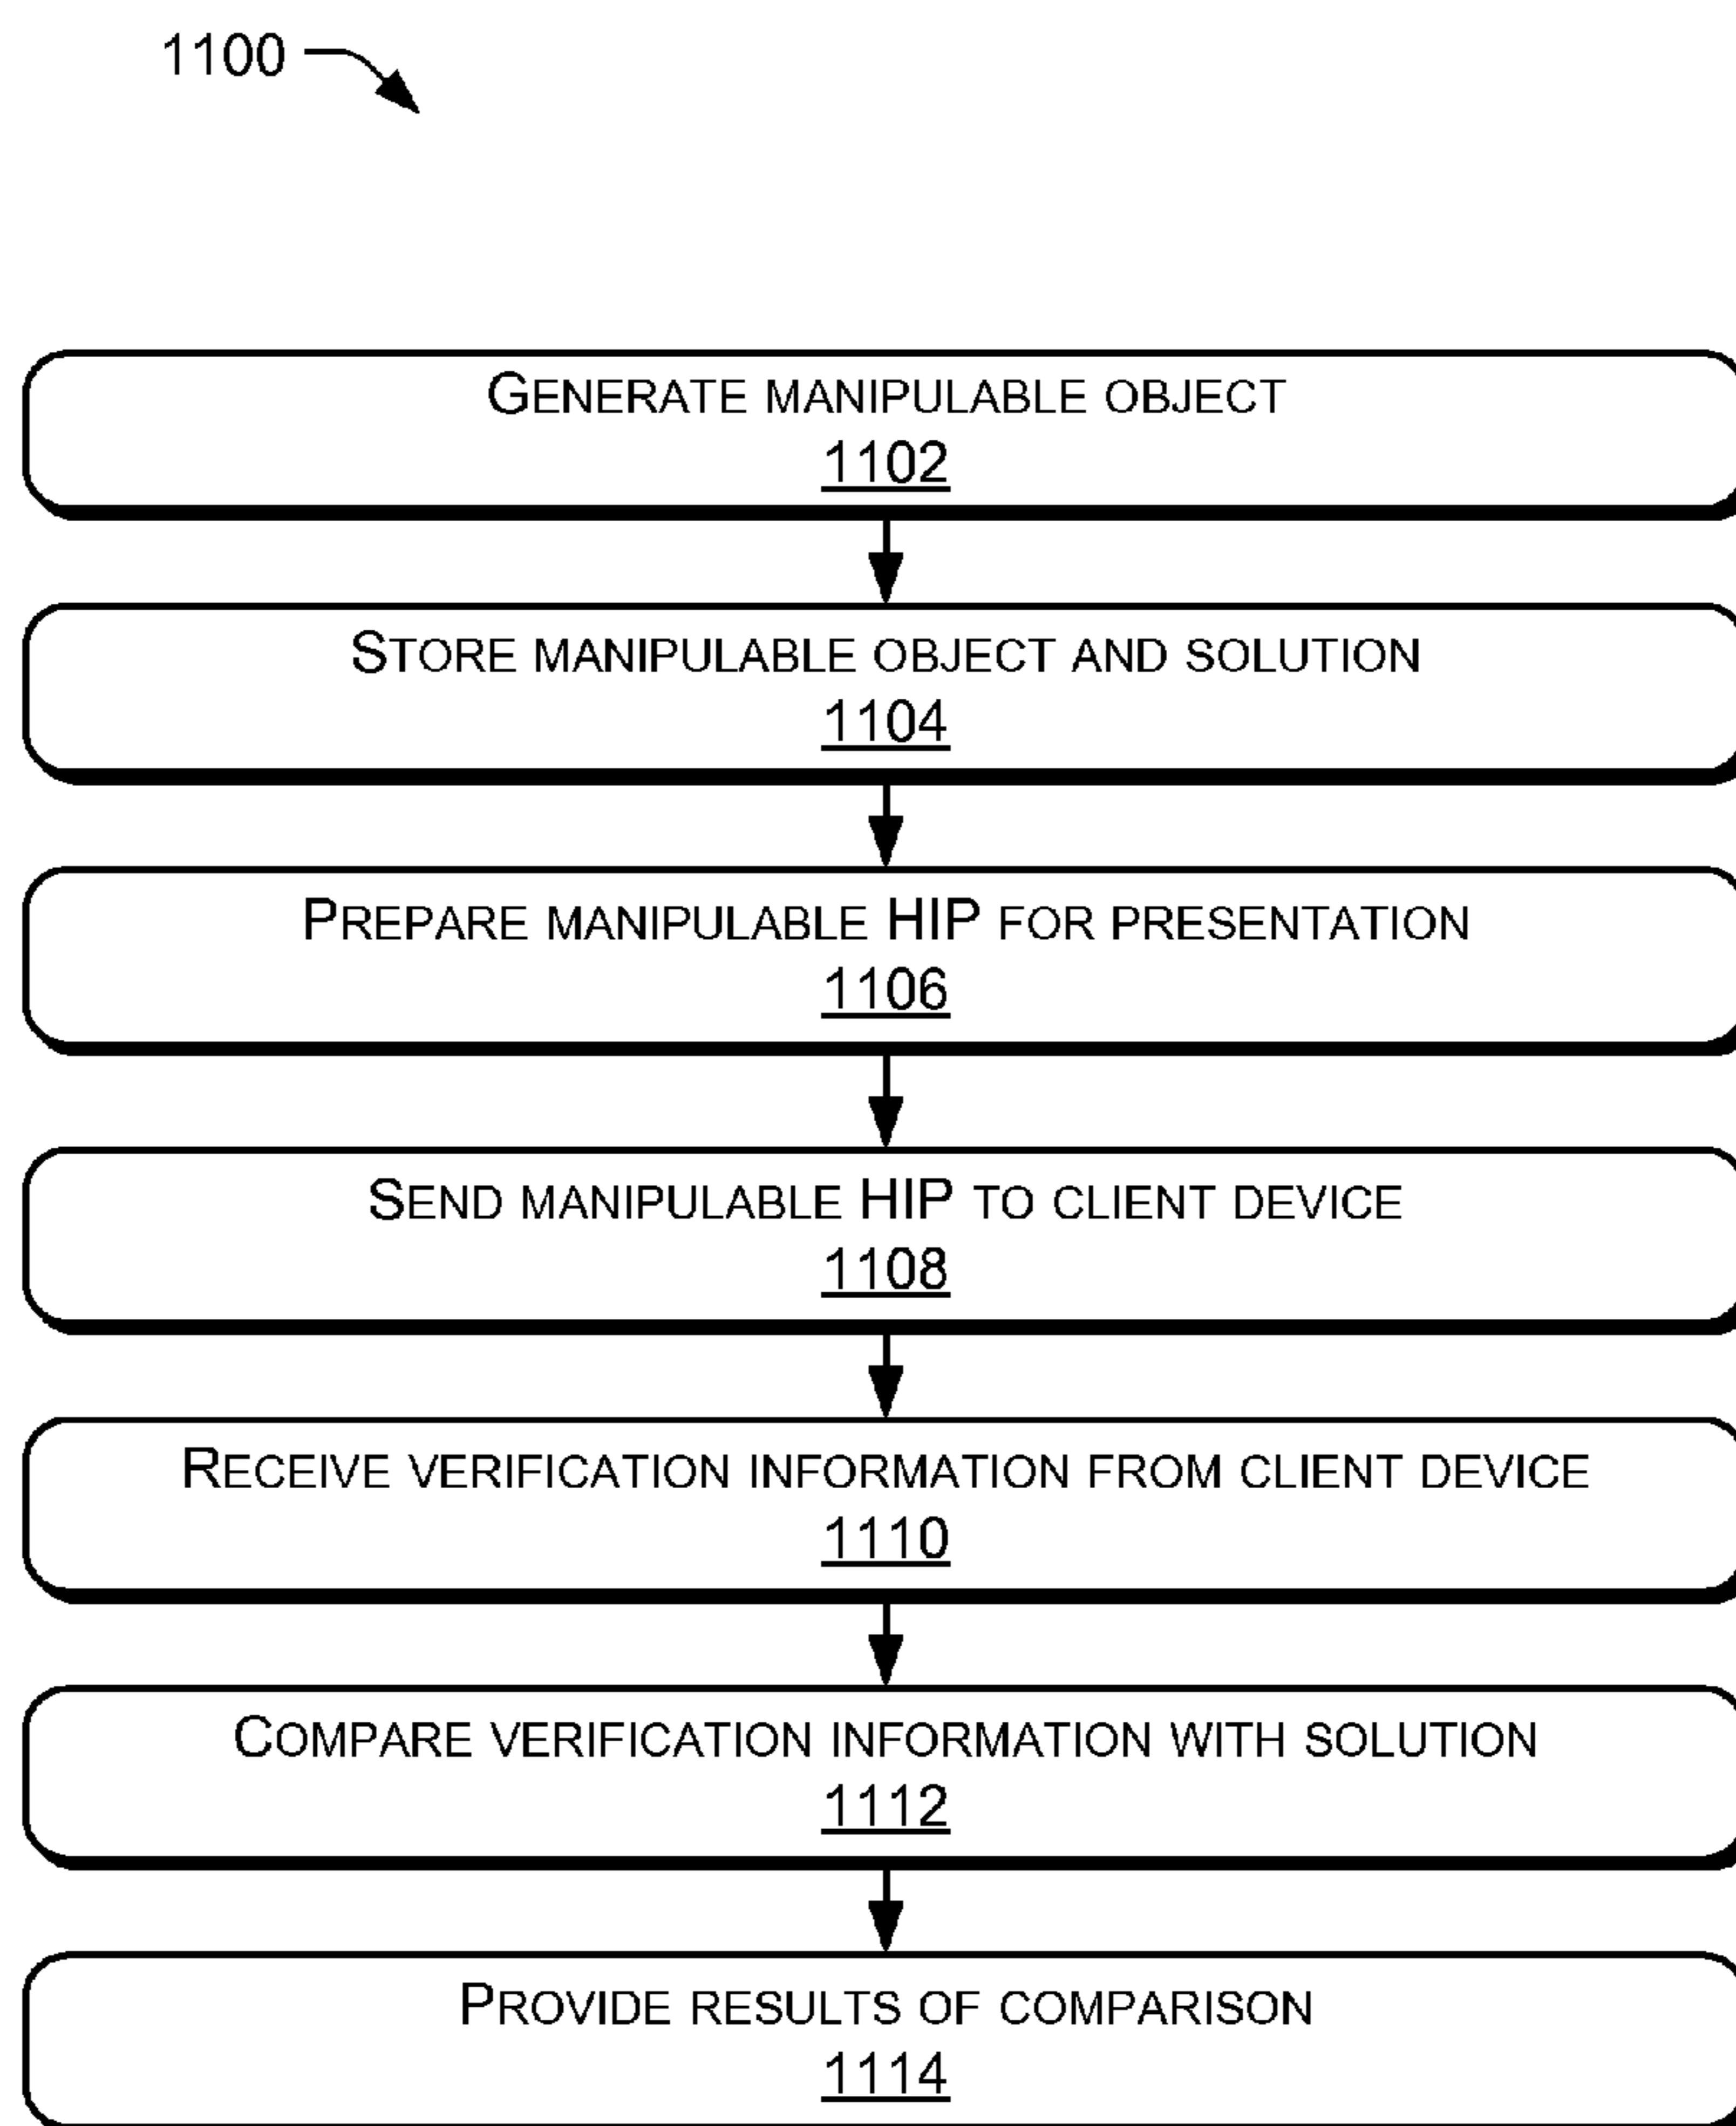 1100
Generate manipulable object
1102
Store manipulable object and solution
1104
Prepare manipulable HIP for presentation
1106
Send manipulable HIP to client device
1108
Receive verification information from client device
1110
Compare verification information with solution
1112
Provide results of comparison
1114